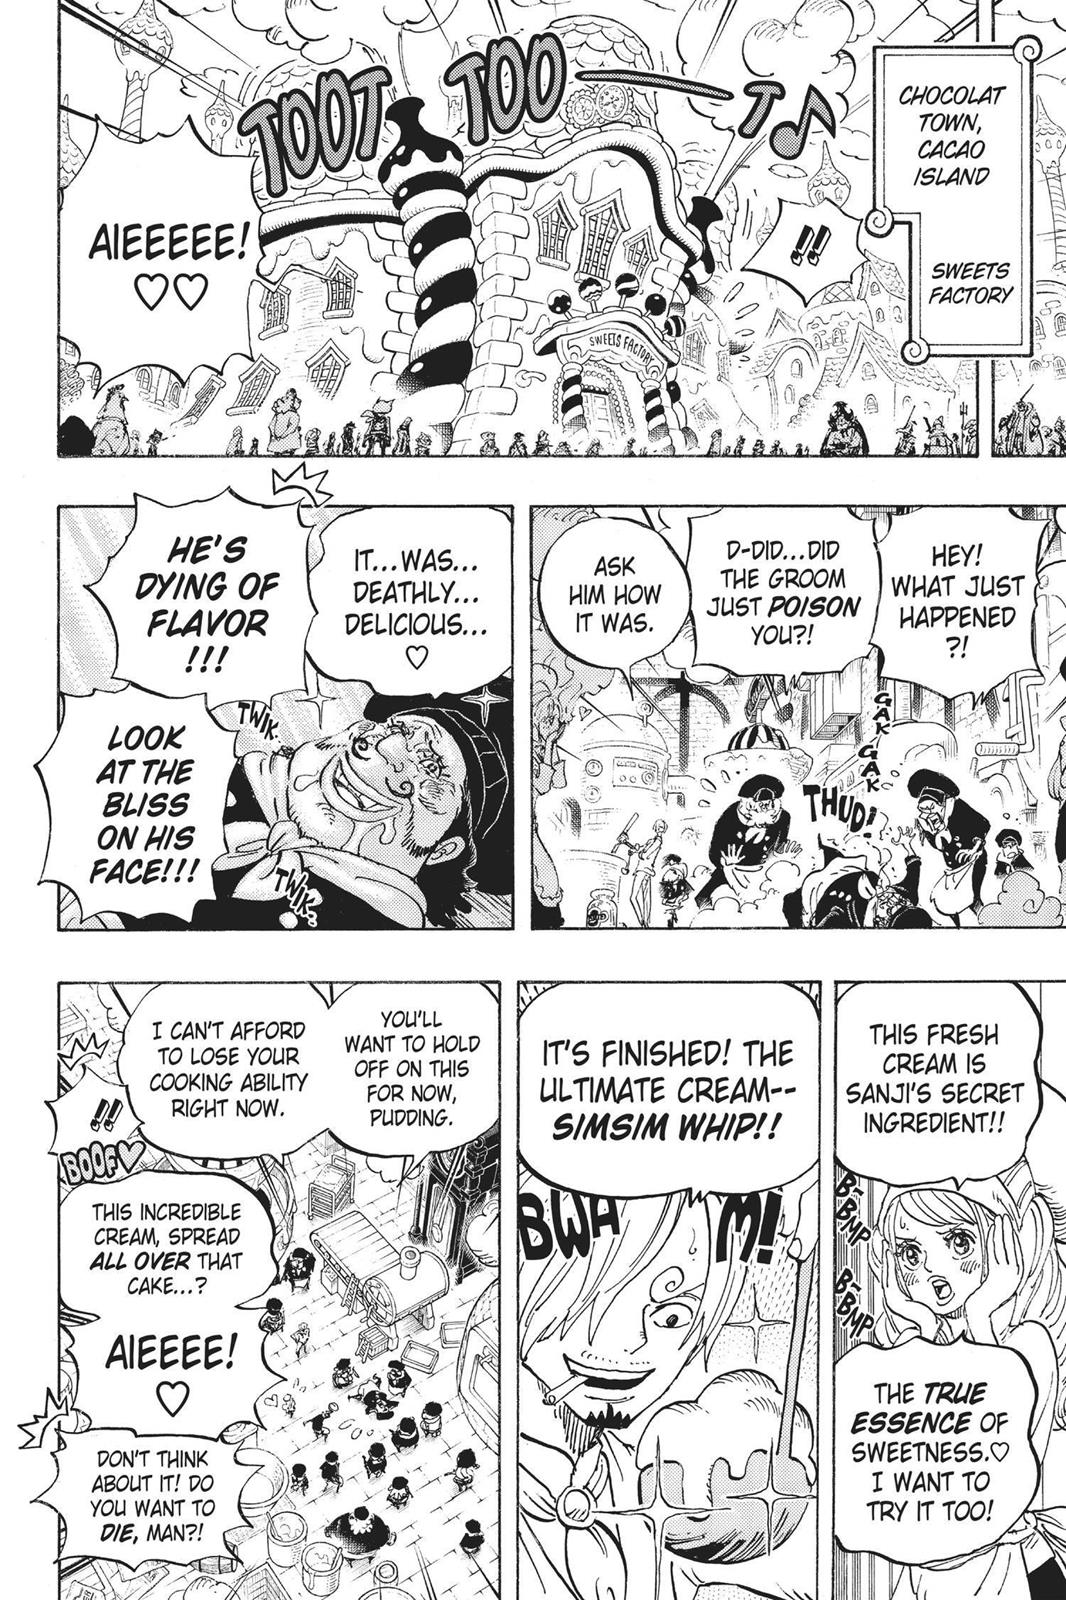 CHOCOLAT
TOWN,
CACAO
ISLAND
SWEETS
FACTORY
!!
TOOT TOO—T♪
SWEETS FACTORY
AIEEEEE!
♡♡
HEY!
WHAT JUST
HAPPENED
?!
D-DID...DID
THE GROOM
JUST POISON
YOU?!
ASK
HIM HOW
IT WAS.
GAK
GAK
THUD!
IT...WAS...
DEATHLY...
DELICIOUS...
♡
HE'S
DYING OF
FLAVOR
!!!
TWIK
LOOK
AT THE
BLISS
ON HIS
FACE!!!
TWIK
THIS FRESH
CREAM IS
SANJI'S SECRET
INGREDIENT!!
B-BMP
B-BMP
THE TRUE
ESSENCE OF
SWEETNESS.♡
I WANT TO
TRY IT TOO!
IT'S FINISHED! THE
ULTIMATE CREAM--
SIMSIM WHIP!!
BWAM!
YOU'LL
WANT TO HOLD
OFF ON THIS
FOR NOW,
PUDDING.
I CAN'T AFFORD
TO LOSE YOUR
COOKING ABILITY
RIGHT NOW.
!!
BOOF♡
THIS INCREDIBLE
CREAM, SPREAD
ALL OVER THAT
CAKE...?
AIEEEE!
♡
DON'T THINK
ABOUT IT! DO
YOU WANT TO
DIE, MAN?!